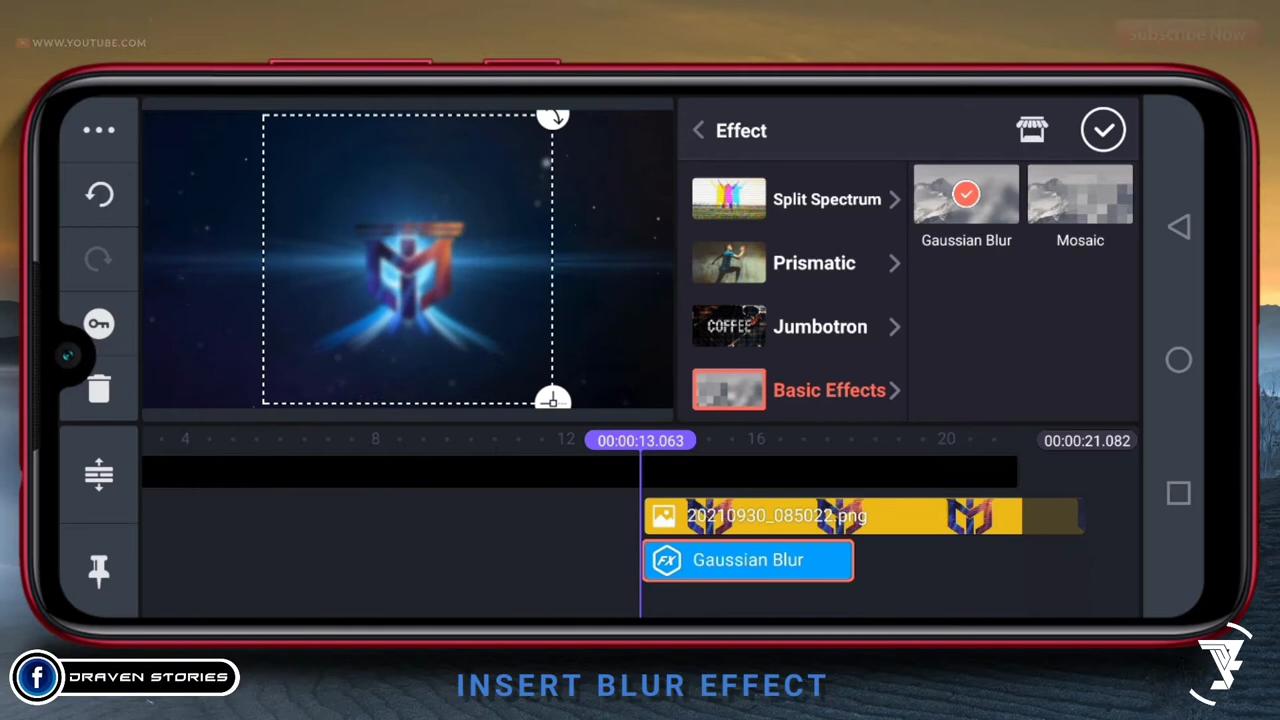 WWW.YOUTUBE.COM
Subscribe Now
Effect
Split Spectrum
Prismatic
COFFEE
Jumbotron
Basic Effects
Gaussian Blur
Mosaic
4
8
12
00:00:13.063
16
20
00:00:21.082
20210930_085022.png
FX
Gaussian Blur
f
DRAVEN STORIES
INSERT BLUR EFFECT